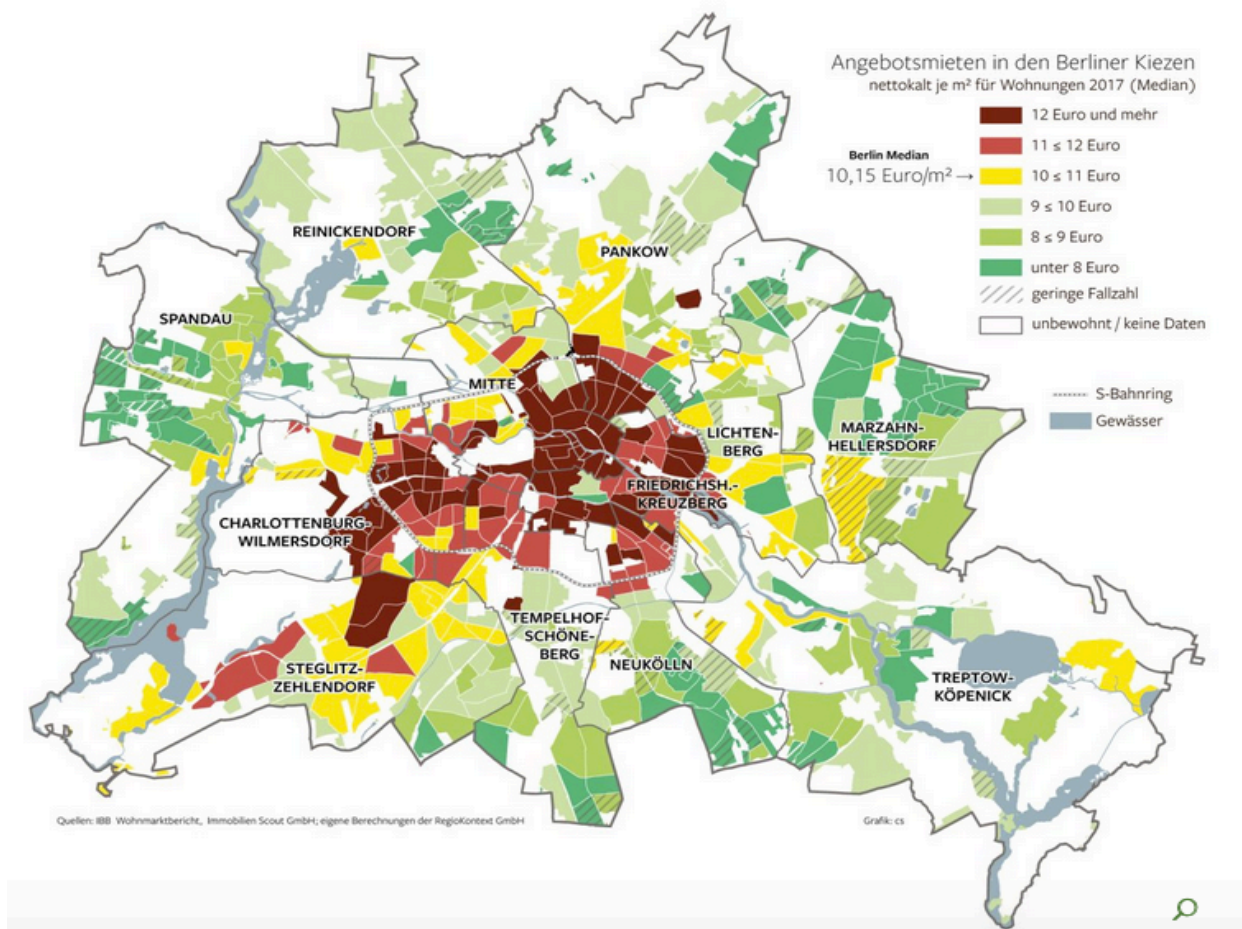 Angebotsmieten in den Berliner Kiezen
nettokalt je m² für Wohnungen 2017 (Median)
12 Euro und mehr
11 ≤ 12 Euro
Berlin Median
10,15 Euro/m² →
10 ≤ 11 Euro
9 ≤ 10 Euro
8 ≤ 9 Euro
unter 8 Euro
geringe Fallzahl
unbewohnt / keine Daten
S-Bahnring
Gewässer
REINICKENDORF
PANKOW
SPANDAU
MITTE
LICHTEN-
BERG
MARZAHN-
HELLERSDORF
FRIEDRICHSH.-
KREUZBERG
CHARLOTTENBURG-
WILMERSDORF
TEMPELHOF-
SCHÖNE-
BERG
STEGLITZ-
ZEHLENDORF
NEUKÖLLN
TREPTOW-
KÖPENICK
Quellen: IBB Wohnmarktbericht, Immobilien Scout GmbH; eigene Berechnungen der RegioKontext GmbH
Grafik: cs